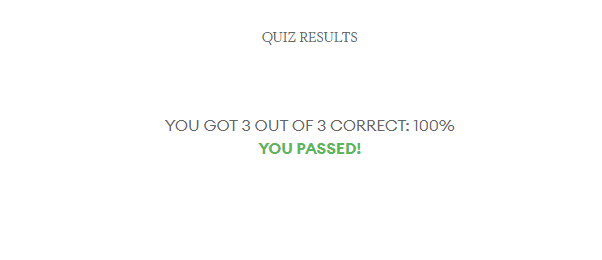 QUIZ RESULTS
YOU GOT 3 OUT OF 3 CORRECT: 100%
YOU PASSED!